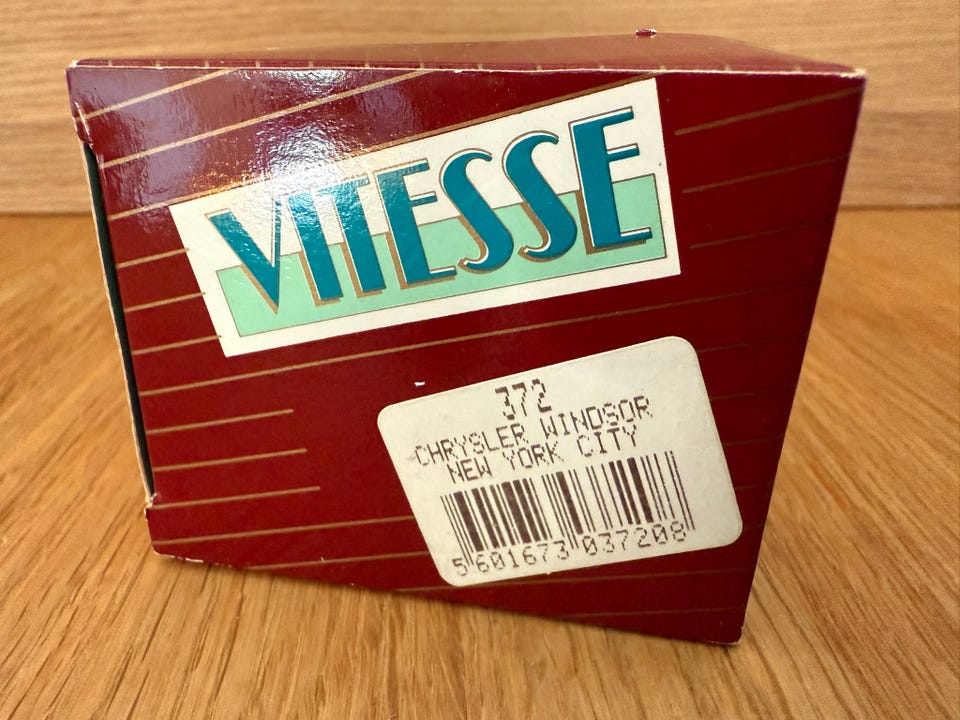 VITESSE
372
CHRYSLER WINDSOR
NEW YORK CITY
5 601673 037208